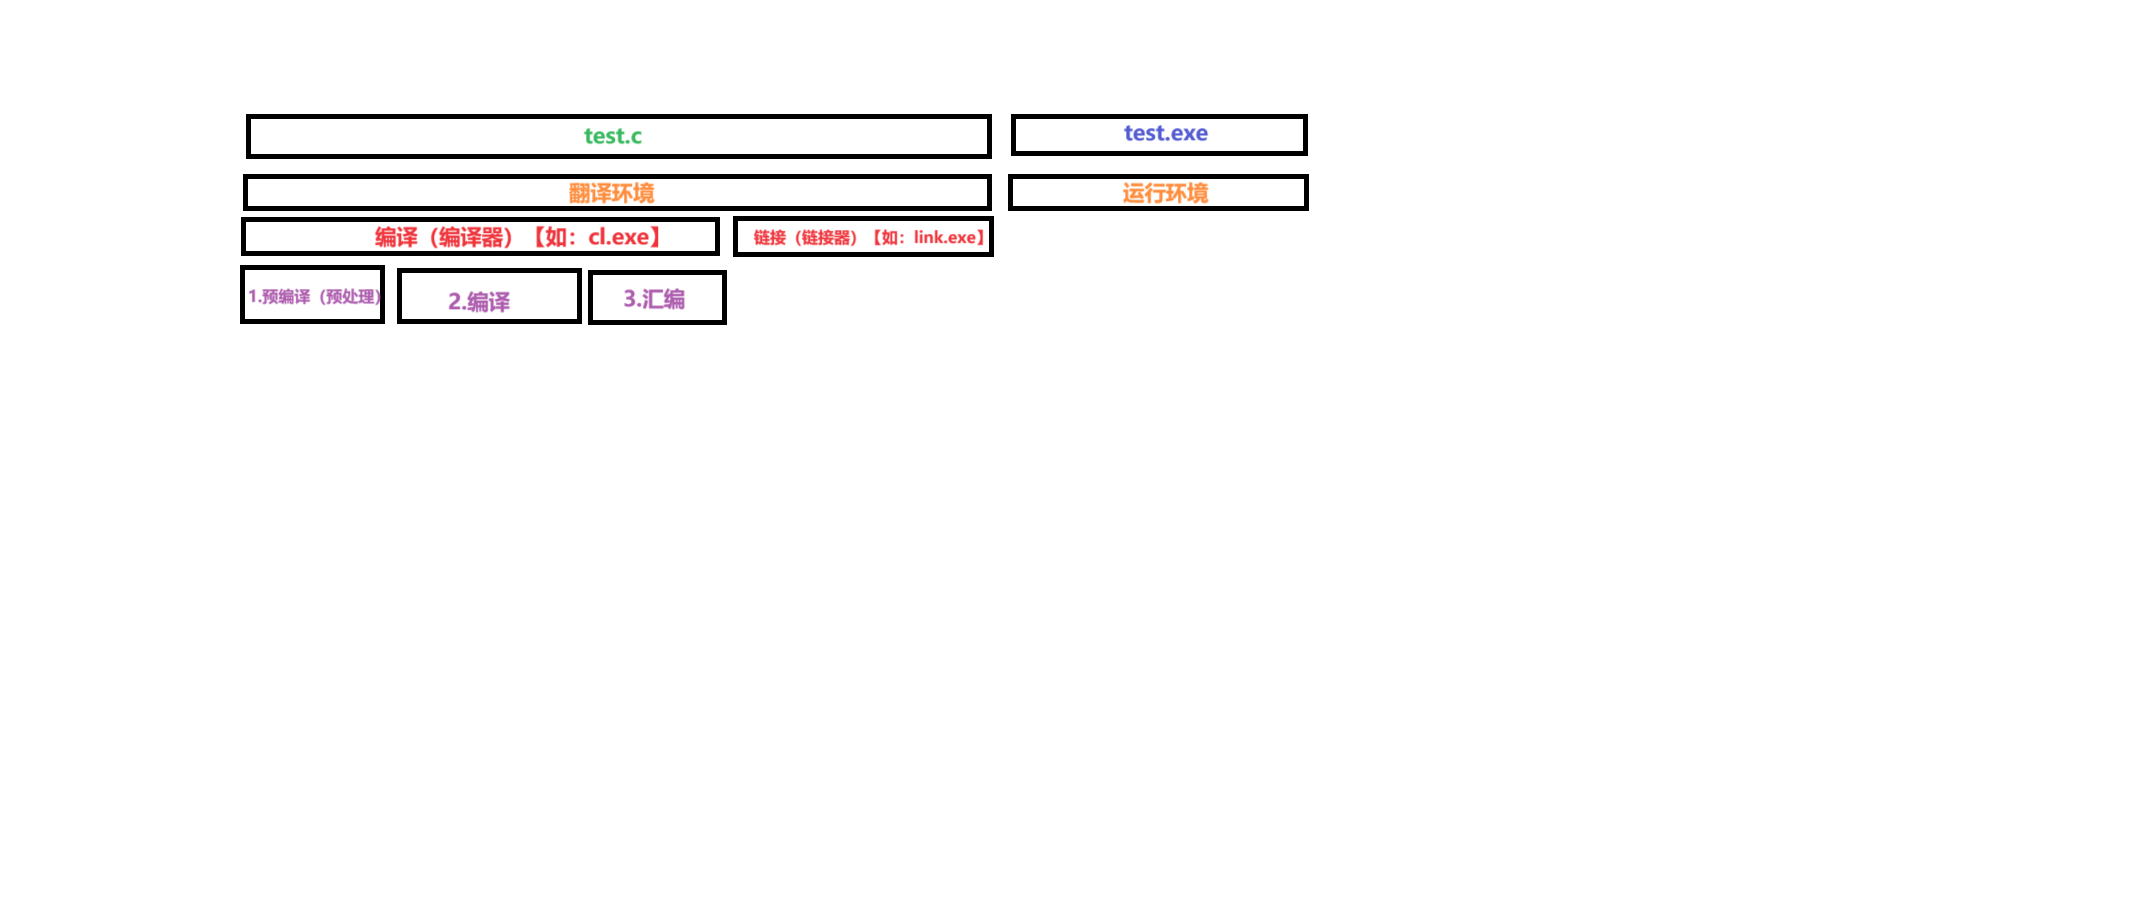 test.c
test.exe
翻译环境
运行环境
编译（编译器）【如：cl.exe】
链接（链接器）【如：link.exe】
1.预编译（预处理）
2.编译
3.汇编